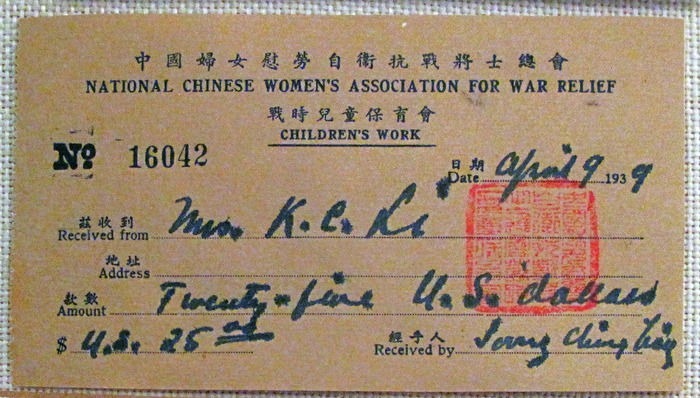 中國婦女慰勞自衛抗戰將士總會
NATIONAL CHINESE WOMEN'S ASSOCIATION FOR WAR RELIEF
戰時兒童保育會
CHILDREN'S WORK
No 16042
日期
Date April 9 1939
茲收到
Received from Mrs. K. C. Li
地址
Address
款數
Amount Twenty-five U.S. dollars
經手人
$ U.S. 25 Received by Soong Ching Ling